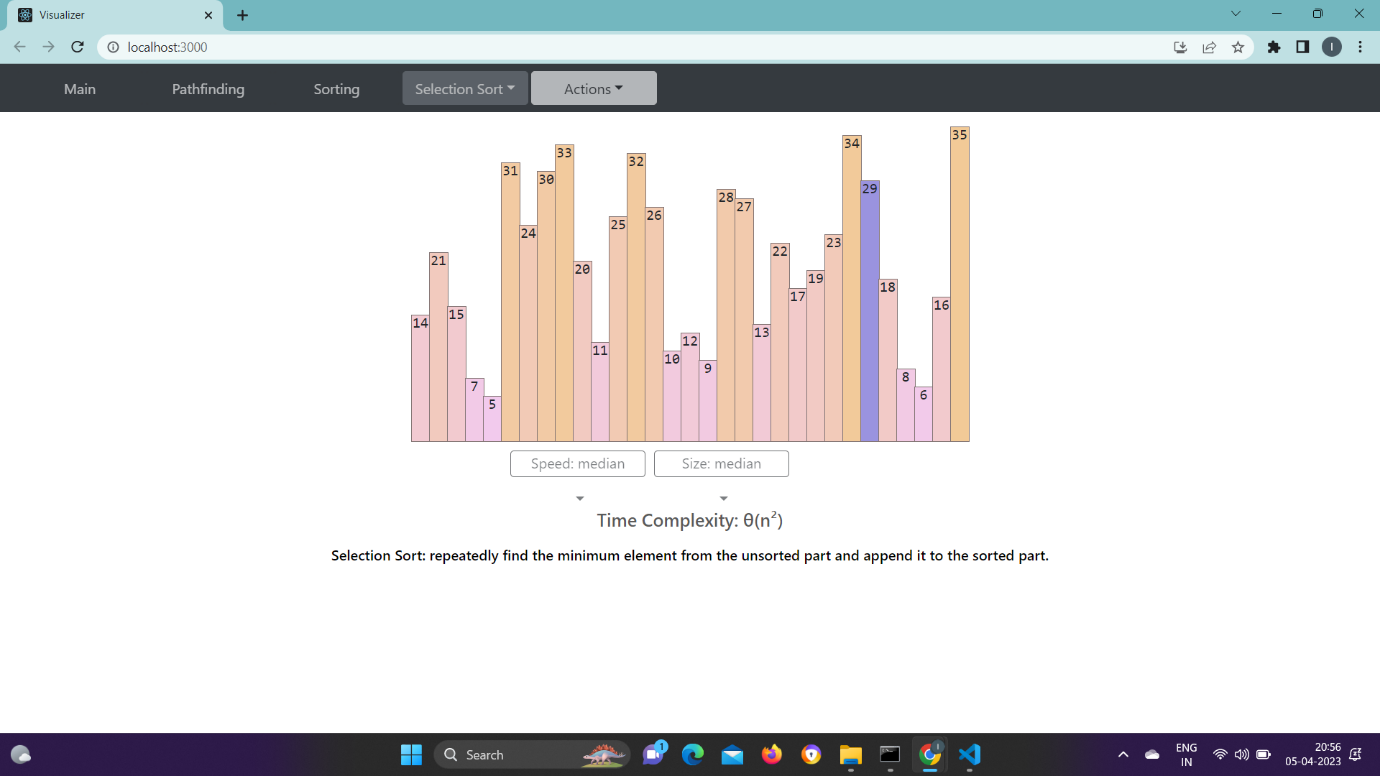 Visualizer
localhost:3000
I
Main Pathfinding Sorting Selection Sort Actions
14 21 15 7 5 31 24 30 33 20 11 25 32 26 10 12 9 28 27 13 22 17 19 23 34 29 18 8 6 16 35
Speed: median Size: median
Time Complexity: θ(n²)
Selection Sort: repeatedly find the minimum element from the unsorted part and append it to the sorted part.
Search
1
I
ENG
IN
20:56
05-04-2023